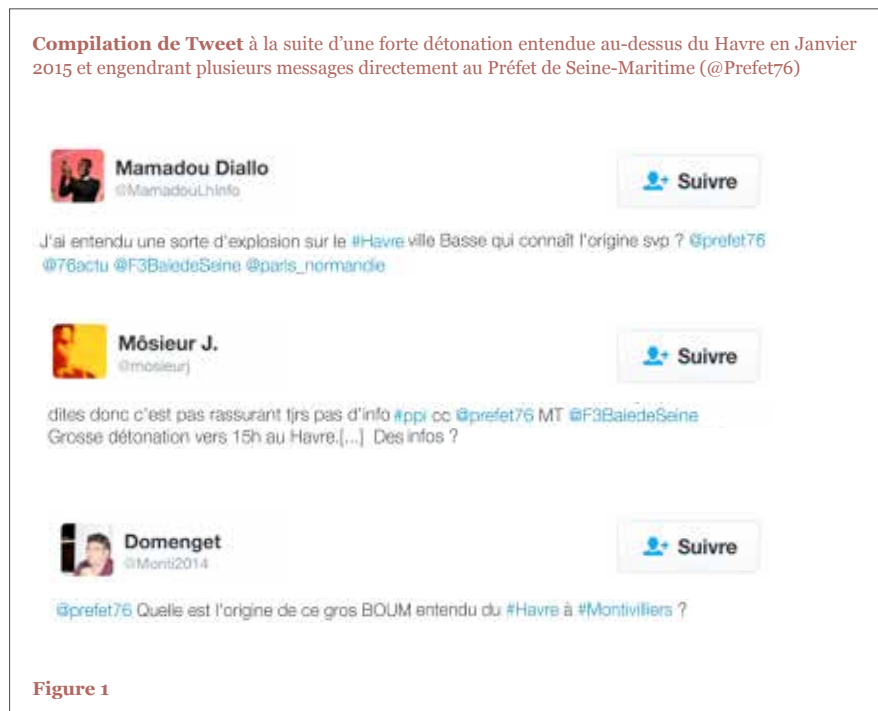 Compilation de Tweet à la suite d'une forte détonation entendue au-dessus du Havre en Janvier
2015 et engendrant plusieurs messages directement au Préfet de Seine-Maritime (@Prefet76)
Mamadou Diallo
@MamadouLhInfo
Suivre
J'ai entendu une sorte d'explosion sur le #Havre ville Basse qui connaît l'origine svp ? @prefet76
@76actu @F3BaiedeSeine @paris_normandie
Môsieur J.
@mosieurj
Suivre
dites donc c'est pas rassurant tjrs pas d'info #ppi cc @prefet76 MT @F3BaiedeSeine
Grosse détonation vers 15h au Havre.[...] Des infos ?
Domenget
@Monti2014
Suivre
@prefet76 Quelle est l'origine de ce gros BOUM entendu du #Havre à #Montivilliers ?
Figure 1